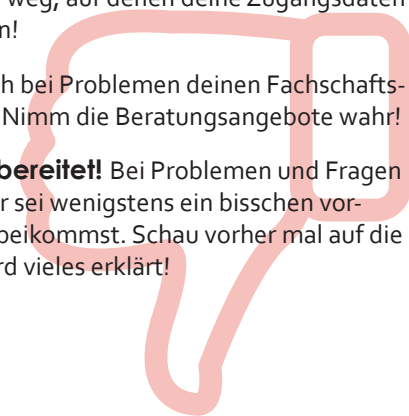 weg, auf denen deine Zugangsdaten
n!
h bei Problemen deinen Fachschafts-
Nimm die Beratungsangebote wahr!
bereitet! Bei Problemen und Fragen
r sei wenigstens ein bisschen vor-
beikommst. Schau vorher mal auf die
rd vieles erklärt!